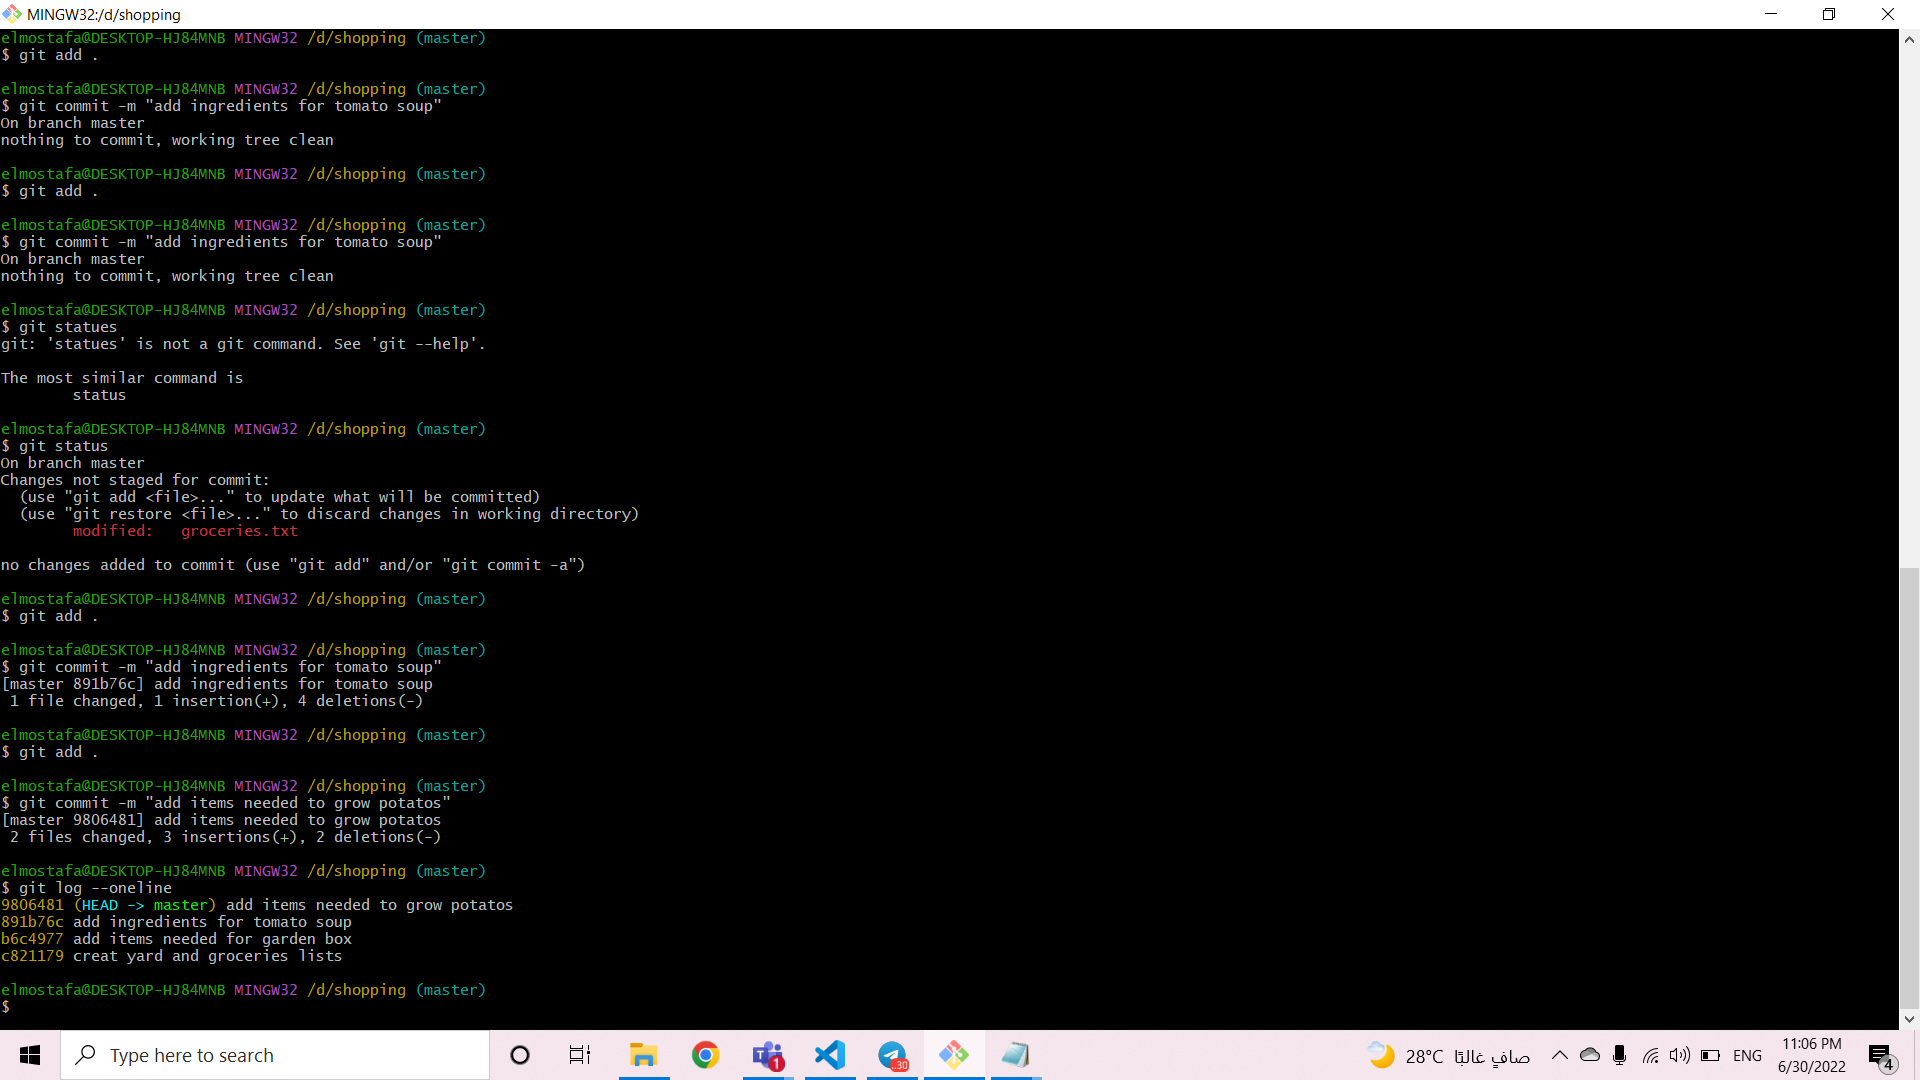 MINGW32:/d/shopping
elmostafa@DESKTOP-HJ84MNB MINGW32 /d/shopping (master)
$ git add .
elmostafa@DESKTOP-HJ84MNB MINGW32 /d/shopping (master)
$ git commit -m "add ingredients for tomato soup"
On branch master
nothing to commit, working tree clean
elmostafa@DESKTOP-HJ84MNB MINGW32 /d/shopping (master)
$ git add .
elmostafa@DESKTOP-HJ84MNB MINGW32 /d/shopping (master)
$ git commit -m "add ingredients for tomato soup"
On branch master
nothing to commit, working tree clean
elmostafa@DESKTOP-HJ84MNB MINGW32 /d/shopping (master)
$ git statues
git: 'statues' is not a git command. See 'git --help'.
The most similar command is
status
elmostafa@DESKTOP-HJ84MNB MINGW32 /d/shopping (master)
$ git status
On branch master
Changes not staged for commit:
(use "git add <file>..." to update what will be committed)
(use "git restore <file>..." to discard changes in working directory)
modified:   groceries.txt
no changes added to commit (use "git add" and/or "git commit -a")
elmostafa@DESKTOP-HJ84MNB MINGW32 /d/shopping (master)
$ git add .
elmostafa@DESKTOP-HJ84MNB MINGW32 /d/shopping (master)
$ git commit -m "add ingredients for tomato soup"
[master 891b76c] add ingredients for tomato soup
1 file changed, 1 insertion(+), 4 deletions(-)
elmostafa@DESKTOP-HJ84MNB MINGW32 /d/shopping (master)
$ git add .
elmostafa@DESKTOP-HJ84MNB MINGW32 /d/shopping (master)
$ git commit -m "add items needed to grow potatos"
[master 9806481] add items needed to grow potatos
2 files changed, 3 insertions(+), 2 deletions(-)
elmostafa@DESKTOP-HJ84MNB MINGW32 /d/shopping (master)
$ git log --oneline
9806481 (HEAD -> master) add items needed to grow potatos
891b76c add ingredients for tomato soup
b6c4977 add items needed for garden box
c821179 creat yard and groceries lists
elmostafa@DESKTOP-HJ84MNB MINGW32 /d/shopping (master)
$
Type here to search
1
..30
28°C صافٍ غالبًا
ENG
11:06 PM
6/30/2022
4